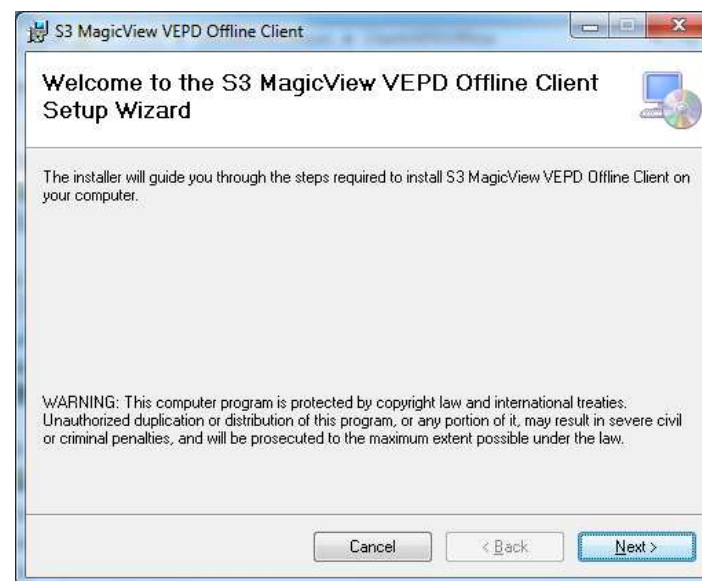 S3 MagicView VEPD Offline Client
Welcome to the S3 MagicView VEPD Offline Client
Setup Wizard
The installer will guide you through the steps required to install S3 MagicView VEPD Offline Client on
your computer.
WARNING: This computer program is protected by copyright law and international treaties.
Unauthorized duplication or distribution of this program, or any portion of it, may result in severe civil
or criminal penalties, and will be prosecuted to the maximum extent possible under the law.
Cancel < Back Next >